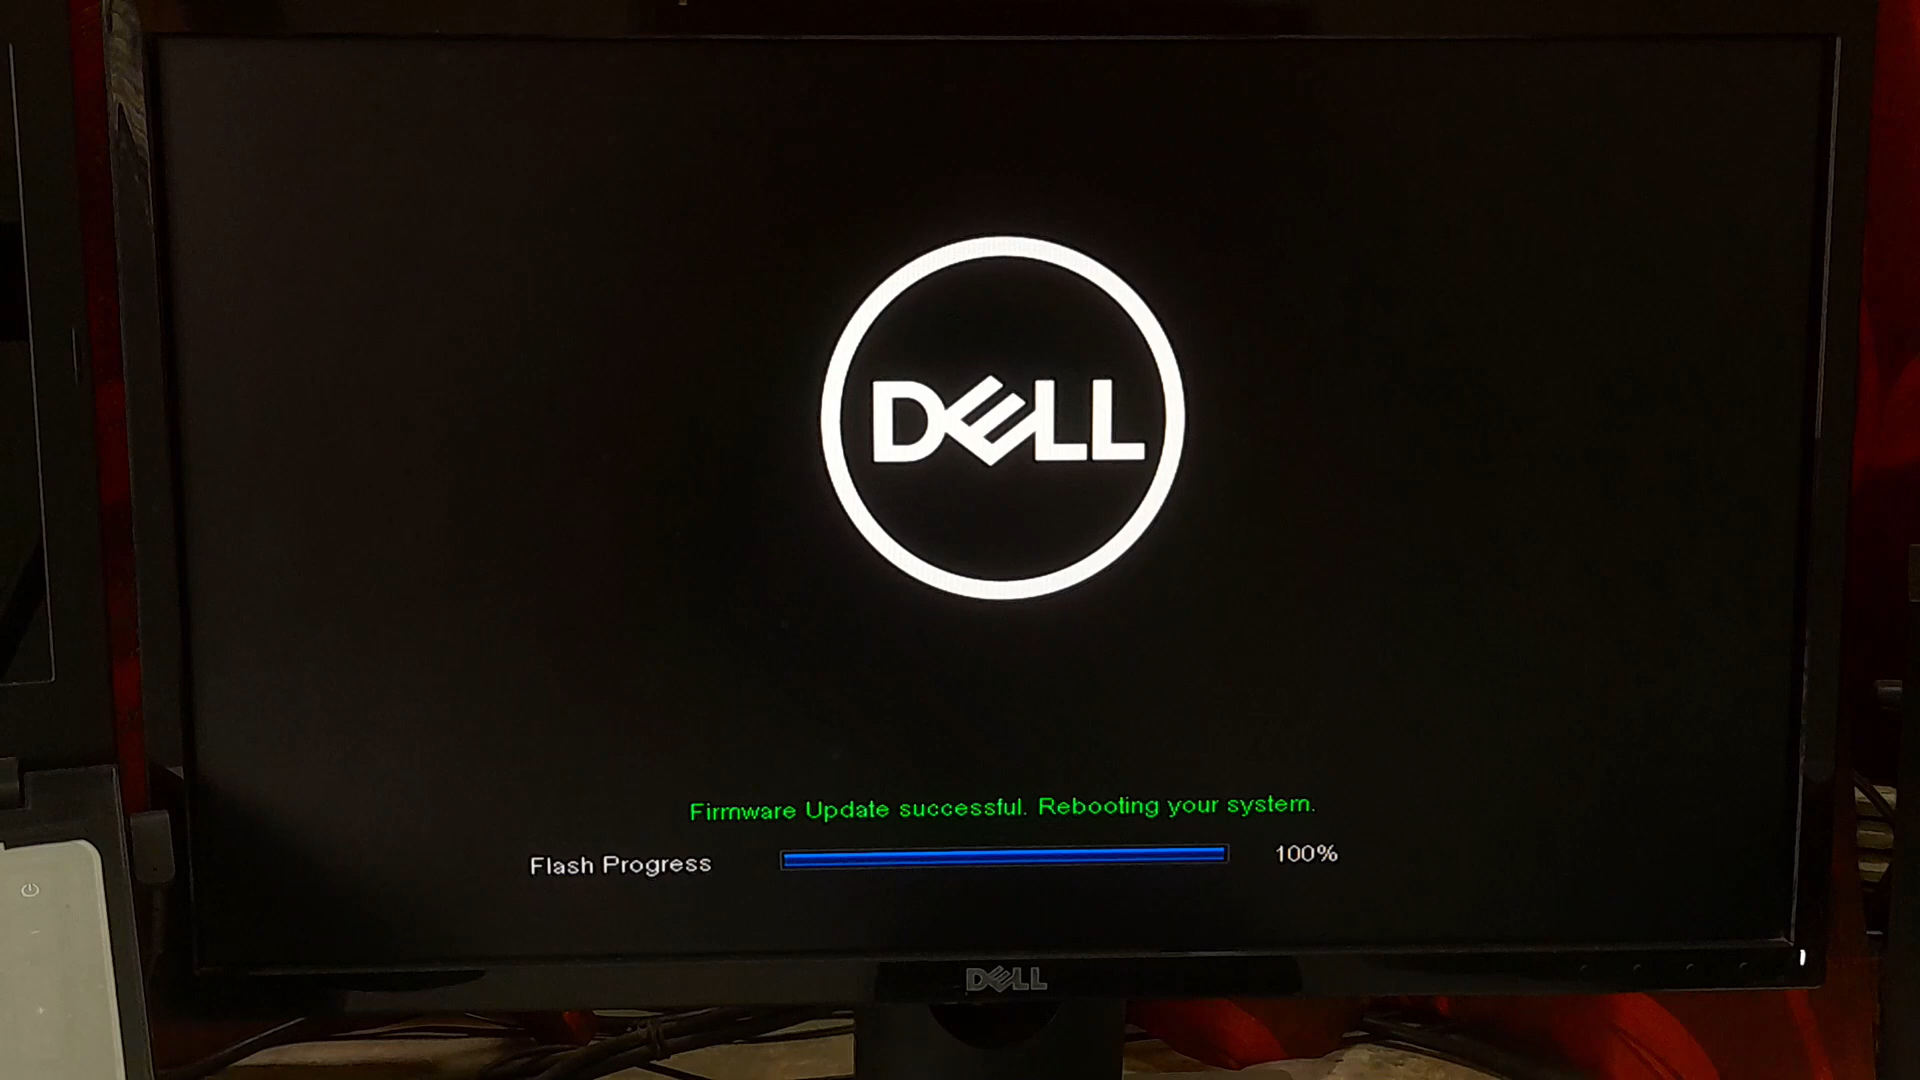 DELL
Firmware Update successful. Rebooting your system.
Flash Progress 100%
DELL